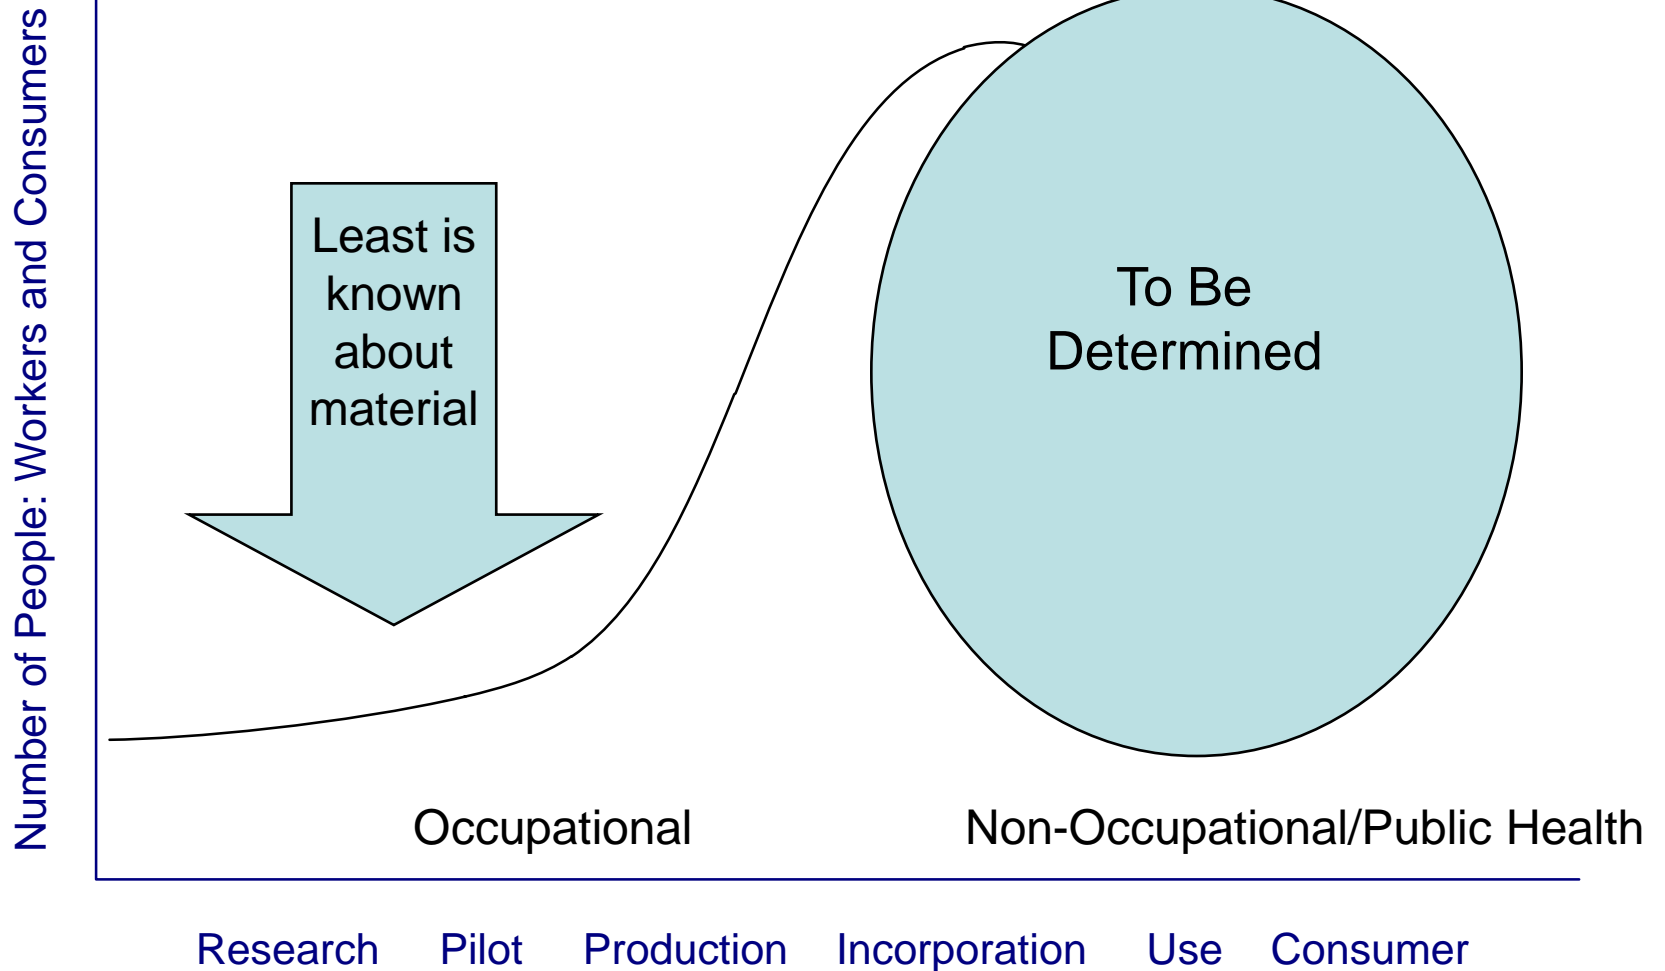 Number of People: Workers and Consumers
Least is
known
about
material
To Be
Determined
Occupational
Non-Occupational/Public Health
Research Pilot Production Incorporation Use Consumer